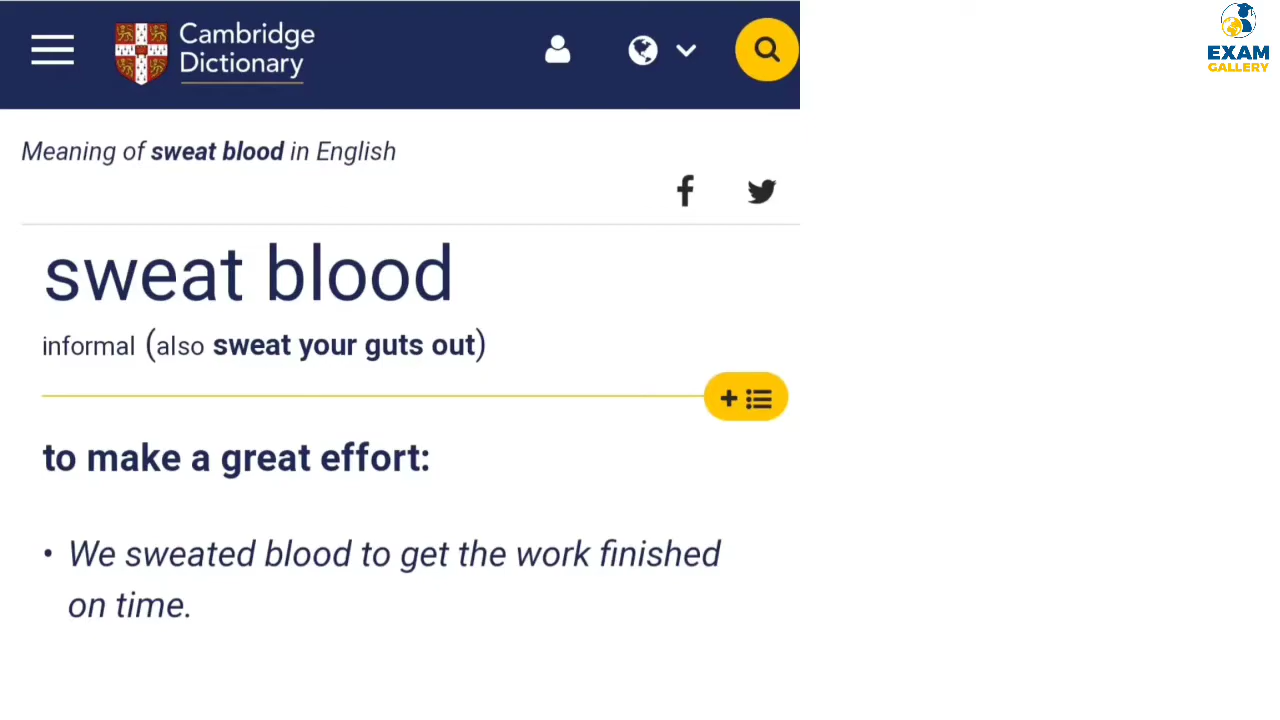 Cambridge
Dictionary
EXAM
GALLERY
Meaning of sweat blood in English
sweat blood
informal (also sweat your guts out)
to make a great effort:
• We sweated blood to get the work finished
on time.